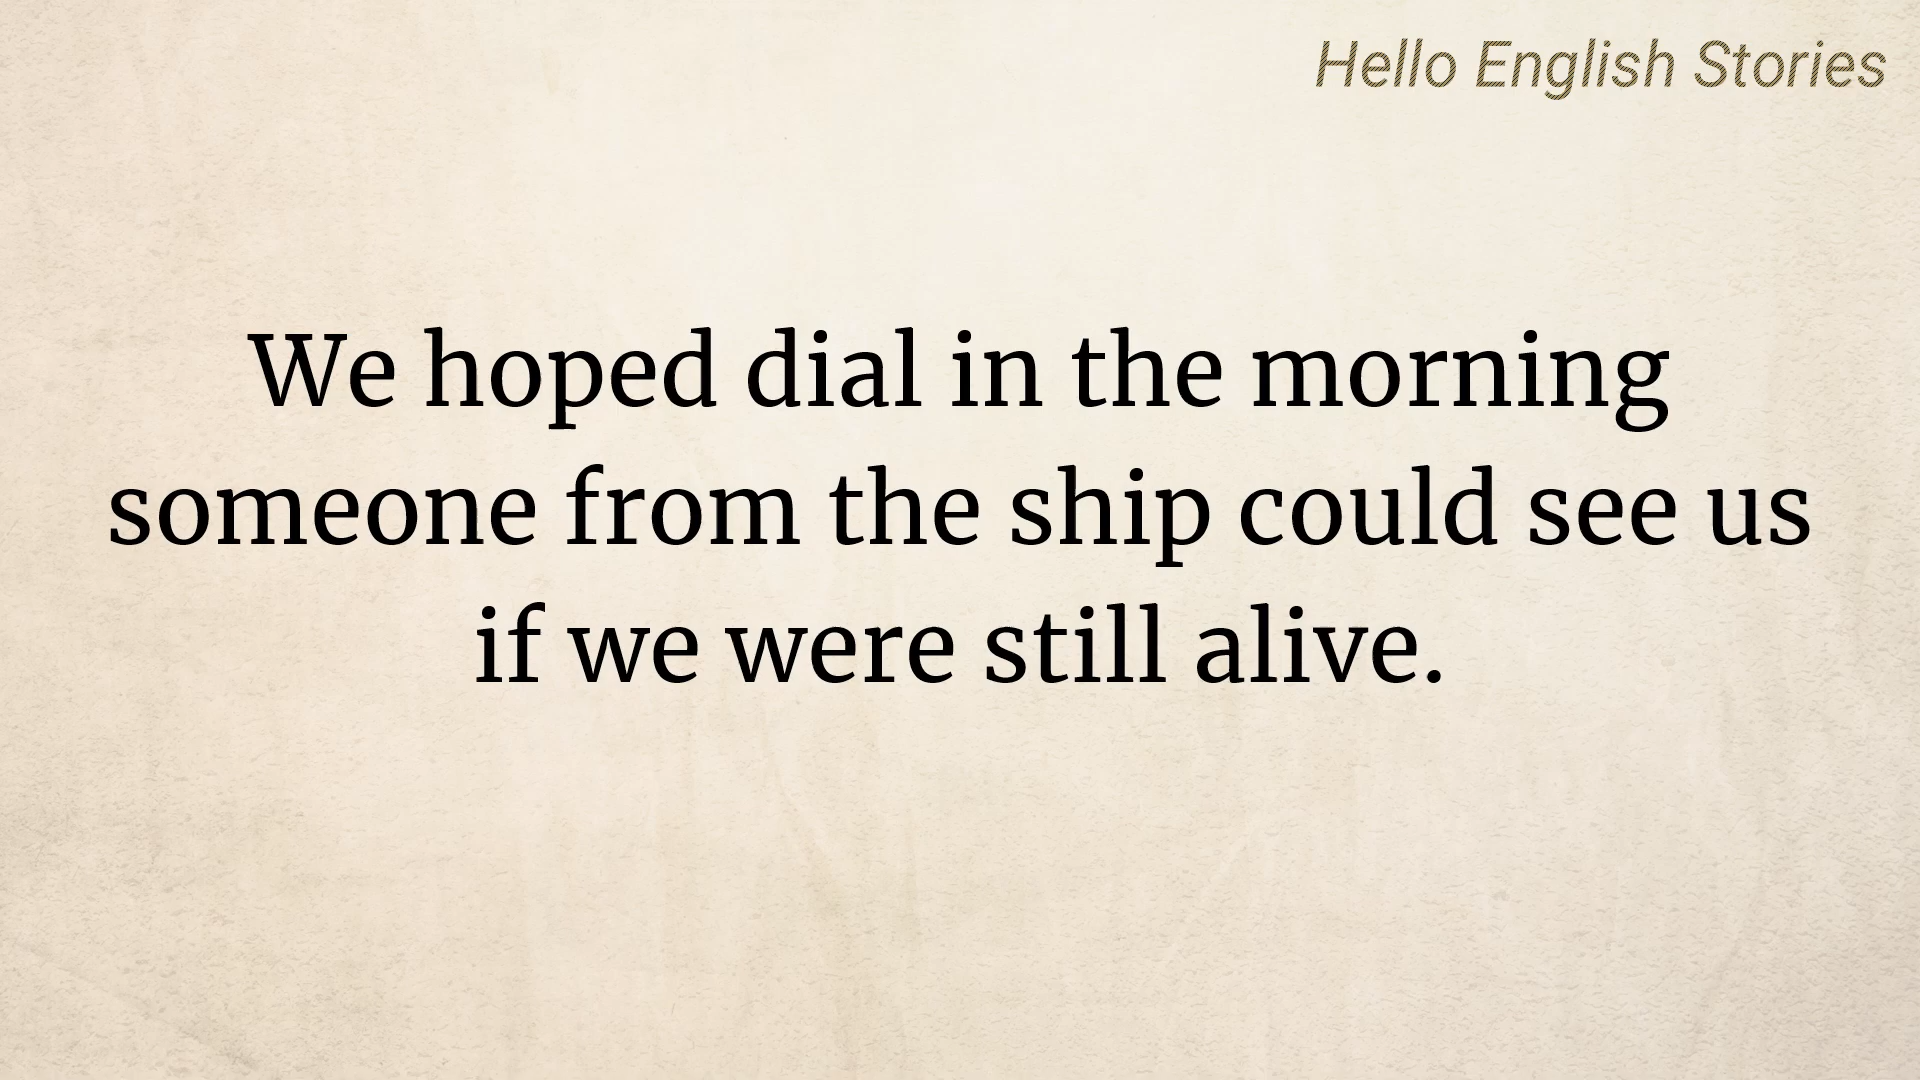 Hello English Stories
We hoped dial in the morning
someone from the ship could see us
if we were still alive.